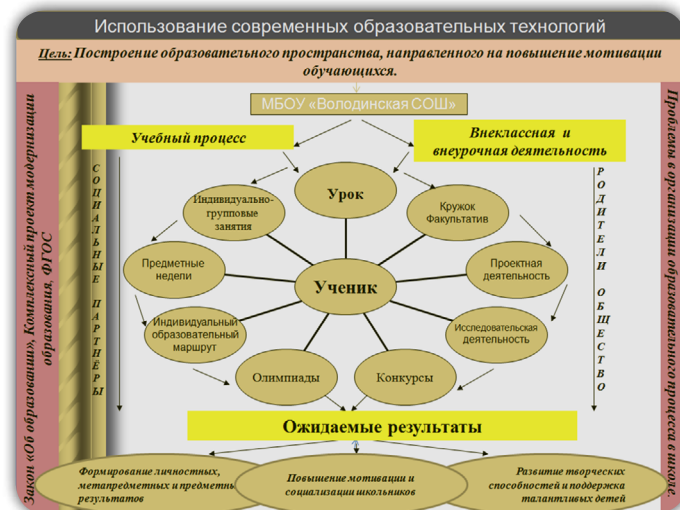 Использование современных образовательных технологий
Цель: Построение образовательного пространства, направленного на повышение мотивации
обучающихся.
МБОУ «Володинская СОШ»
Учебный процесс
Внеклассная и
внеурочная деятельность
Закон «Об образовании», Комплексный проект модернизации
образования, ФГОС
СОЦИАЛЬНЫЕ ПАРТНЁРЫ
Урок
Индивидуально-
групповые
занятия
Кружок
Факультатив
Предметные
недели
Ученик
Проектная
деятельность
Индивидуальный
образовательный
маршрут
Исследовательская
деятельность
Олимпиады
Конкурсы
РОДИТЕЛИ ОБЩЕСТВО
Проблемы в организации образовательного процесса в школе.
Ожидаемые результаты
Формирование личностных,
метапредметных и предметны
результатов
Повышение мотивации и
социализации школьников
Развитие творческих
способностей и поддержка
талантливых детей